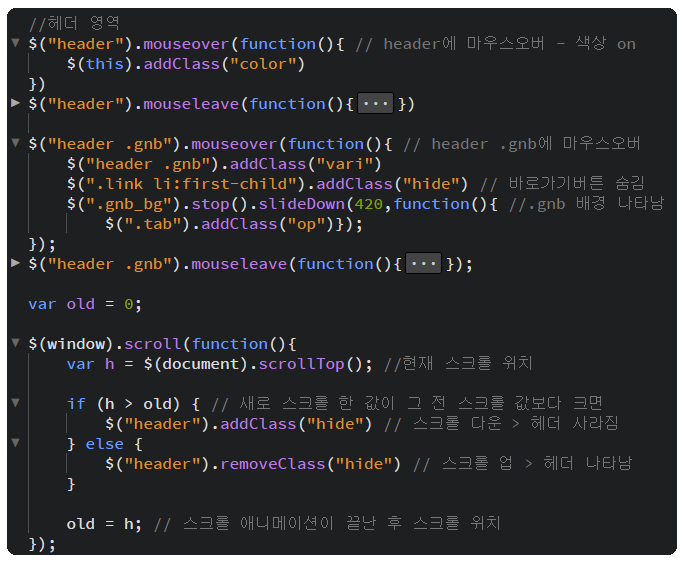 //헤더 영역
$("header").mouseover(function(){ // header에 마우스오버 - 색상 on
    $(this).addClass("color")
})
$("header").mouseleave(function(){ ... })
$("header .gnb").mouseover(function(){ // header .gnb에 마우스오버
    $("header .gnb").addClass("vari")
    $(".link li:first-child").addClass("hide") // 바로가기버튼 숨김
    $(".gnb_bg").stop().slideDown(420,function(){ //.gnb 배경 나타남
        $(".tab").addClass("op")});
});
$("header .gnb").mouseleave(function(){ ... });
var old = 0;
$(window).scroll(function(){
    var h = $(document).scrollTop(); //현재 스크롤 위치
    if (h > old) { // 새로 스크롤 한 값이 그 전 스크롤 값보다 크면
        $("header").addClass("hide") // 스크롤 다운 > 헤더 사라짐
    } else {
        $("header").removeClass("hide") // 스크롤 업 > 헤더 나타남
    }
    old = h; // 스크롤 애니메이션이 끝난 후 스크롤 위치
});